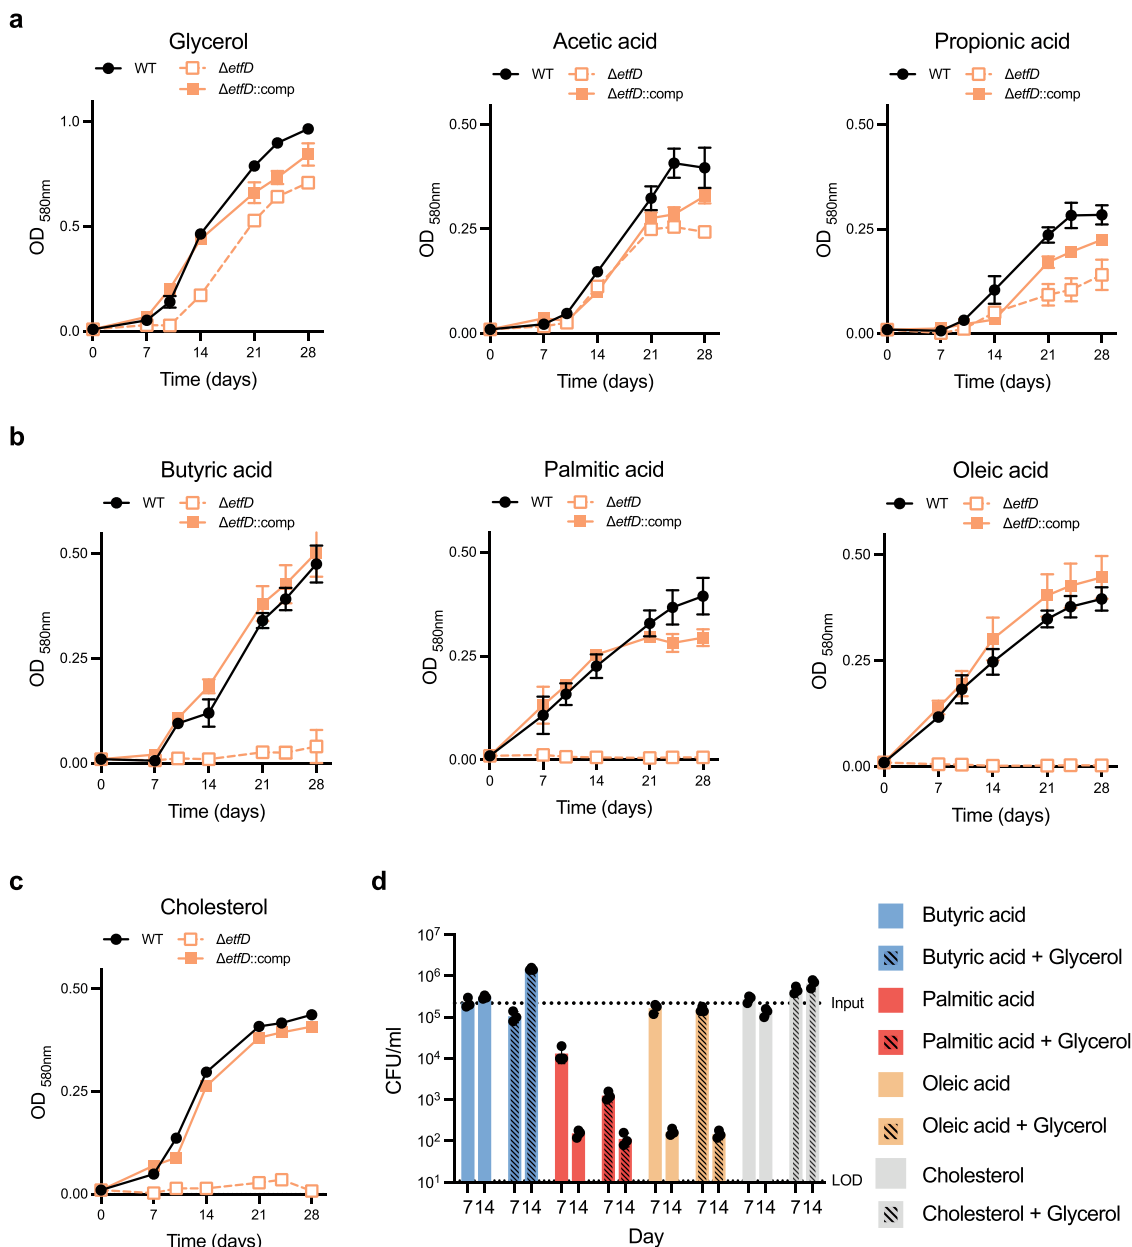 a
Glycerol
WT
ΔetfD
ΔetfD::comp
1.0
0.5
0.0
OD 580nm
0 7 14 21 28
Time (days)
Acetic acid
WT
ΔetfD
ΔetfD::comp
0.50
0.25
0.00
OD 580nm
0 7 14 21 28
Time (days)
Propionic acid
WT
ΔetfD
ΔetfD::comp
0.50
0.25
0.00
OD 580nm
0 7 14 21 28
Time (days)
b
Butyric acid
WT
ΔetfD
ΔetfD::comp
0.50
0.25
0.00
OD 580nm
0 7 14 21 28
Time (days)
Palmitic acid
WT
ΔetfD
ΔetfD::comp
0.50
0.25
0.00
OD 580nm
0 7 14 21 28
Time (days)
Oleic acid
WT
ΔetfD
ΔetfD::comp
0.50
0.25
0.00
OD 580nm
0 7 14 21 28
Time (days)
c
Cholesterol
WT
ΔetfD
ΔetfD::comp
0.50
0.25
0.00
OD 580nm
0 7 14 21 28
Time (days)
d
10⁷
10⁶
10⁵
10⁴
10³
10²
10¹
CFU/ml
Input
LOD
7 14 7 14 7 14 7 14 7 14 7 14 7 14 7 14
Day
Butyric acid
Butyric acid + Glycerol
Palmitic acid
Palmitic acid + Glycerol
Oleic acid
Oleic acid + Glycerol
Cholesterol
Cholesterol + Glycerol